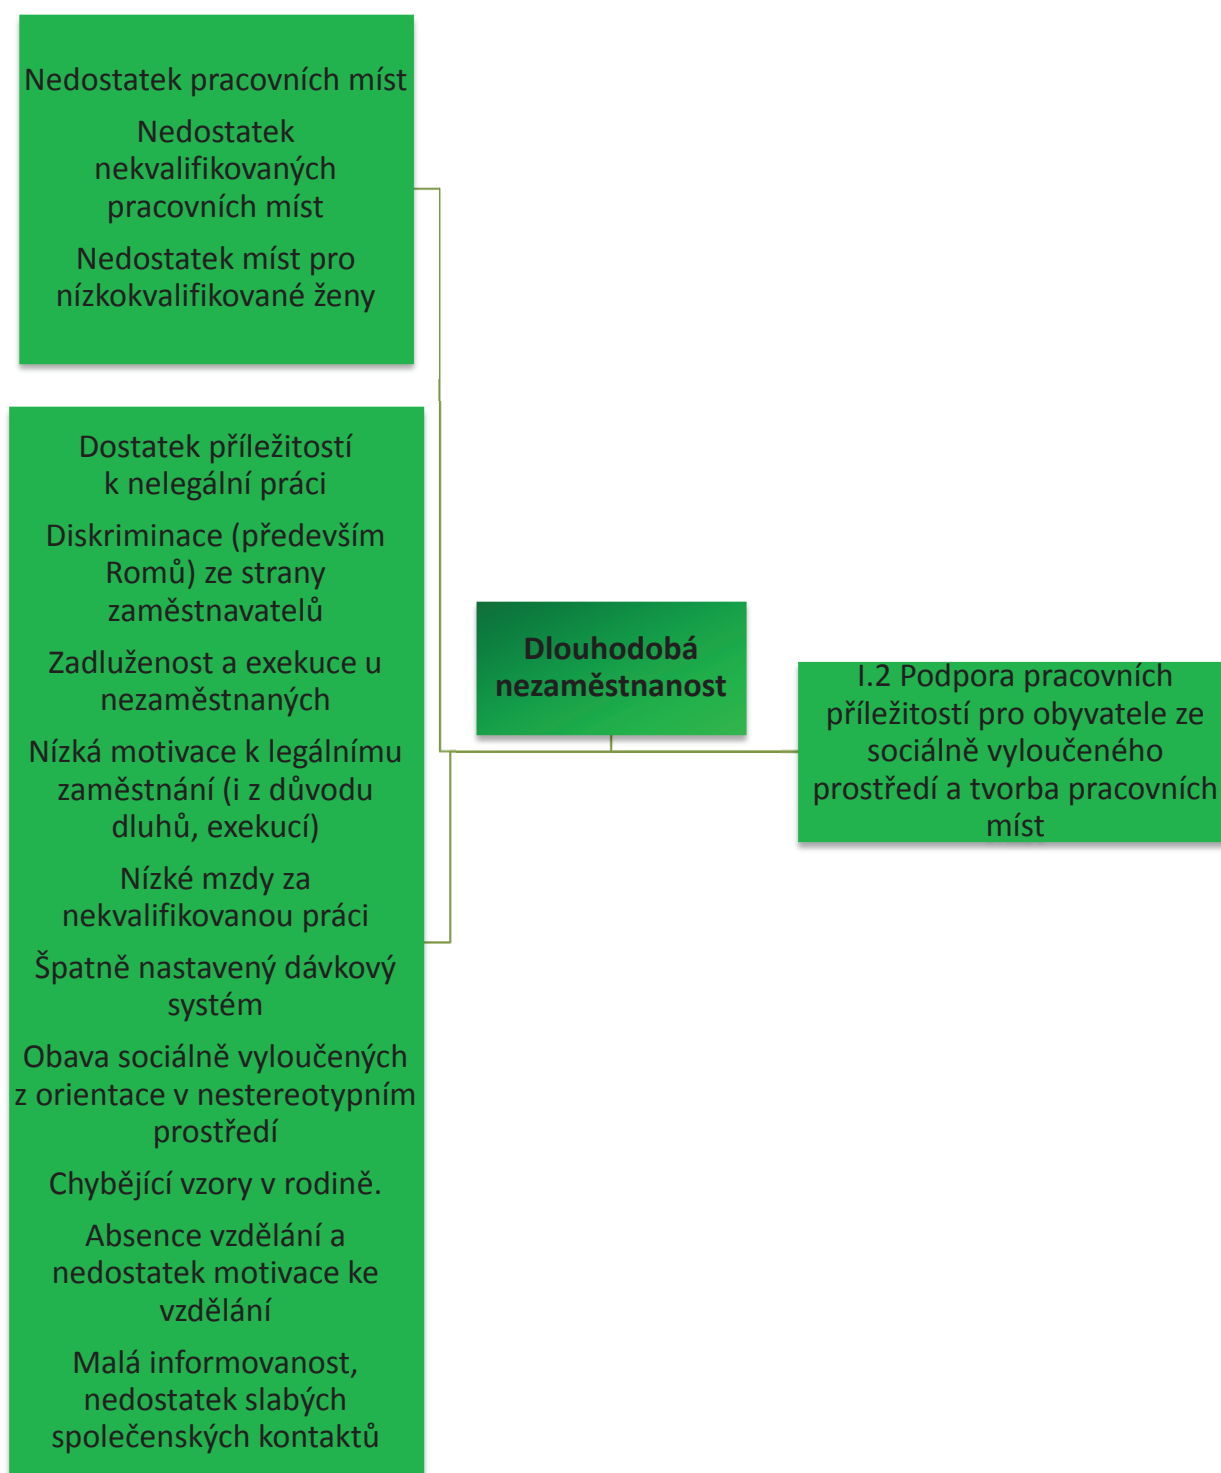 Nedostatek pracovních míst
Nedostatek
nekvalifikovaných
pracovních míst
Nedostatek míst pro
nízkokvalifikované ženy
Dostatek příležitostí
k nelegální práci
Diskriminace (především
Romů) ze strany
zaměstnavatelů
Zadluženost a exekuce u
nezaměstnaných
Nízká motivace k legálnímu
zaměstnání (i z důvodu
dluhů, exekucí)
Nízké mzdy za
nekvalifikovanou práci
Špatně nastavený dávkový
systém
Obava sociálně vyloučených
z orientace v nestereotypním
prostředí
Chybějící vzory v rodině.
Absence vzdělání a
nedostatek motivace ke
vzdělání
Malá informovanost,
nedostatek slabých
společenských kontaktů
Dlouhodobá
nezaměstnanost
I.2 Podpora pracovních
příležitostí pro obyvatele ze
sociálně vyloučeného
prostředí a tvorba pracovních
míst